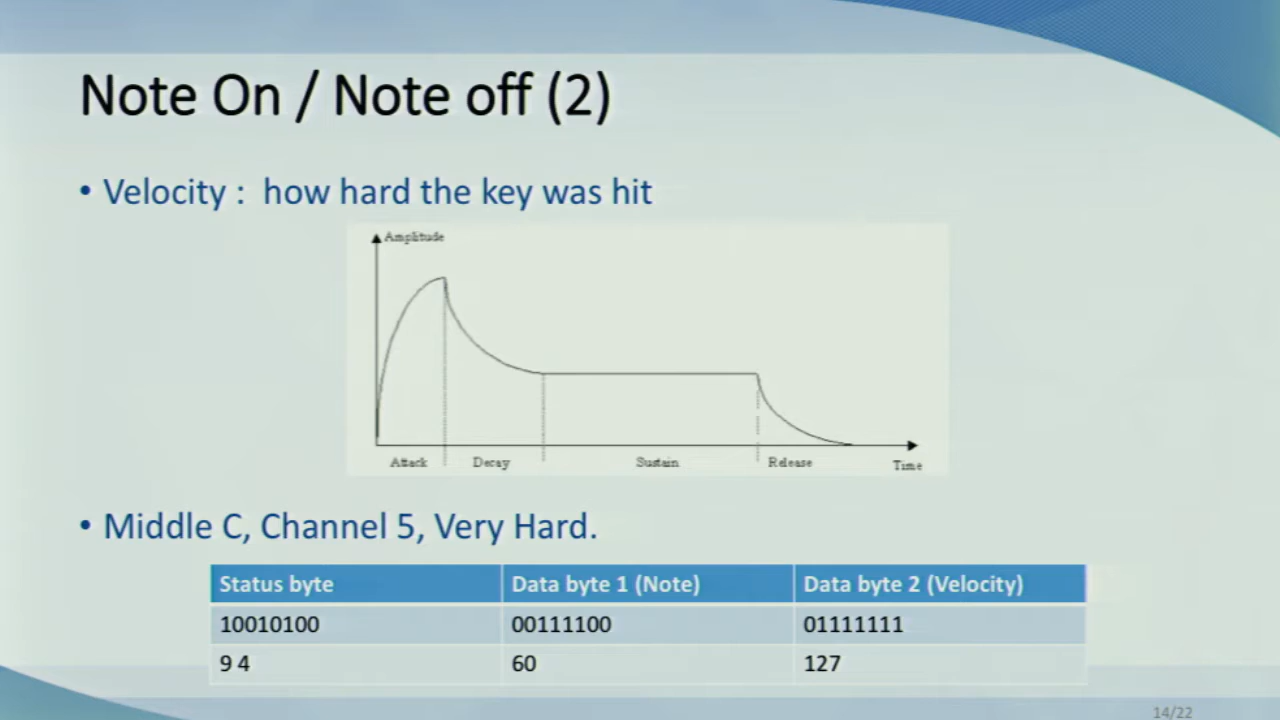 Note On / Note off (2)
• Velocity :  how hard the key was hit
Amplitude
Attack Decay Sustain Release Time
• Middle C, Channel 5, Very Hard.
Status byte Data byte 1 (Note) Data byte 2 (Velocity)
10010100 00111100 01111111
9 4 60 127
14/22